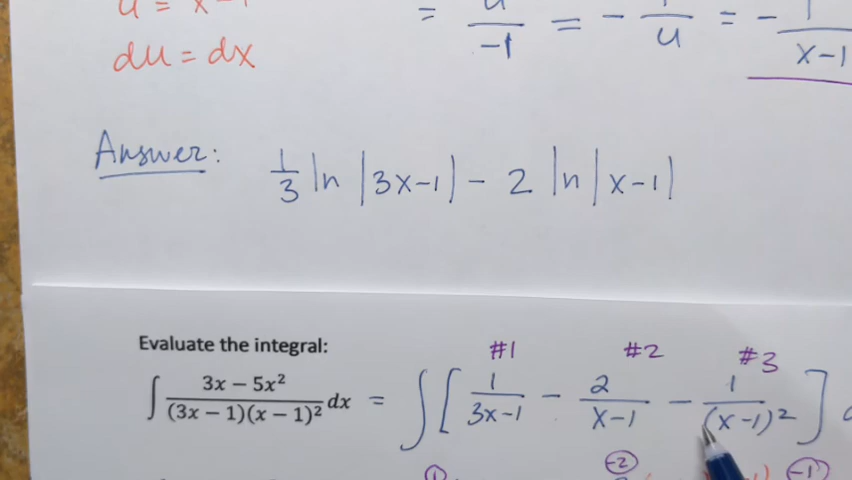 u = x-1 = u/-1 = - 1/u = - 1/x-1
du = dx
Answer: 1/3 ln |3x-1| - 2 ln |x-1|
Evaluate the integral: #1 #2 #3
∫ 3x − 5x²/(3x − 1)(x − 1)² dx = ∫ [ 1/3x-1 - 2/x-1 - 1/(x-1)² ]
① -2 -1